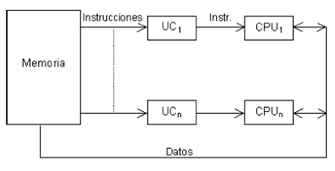 Instrucciones
Instr.
UC1
CPU1
Memoria
UCn
CPUn
Datos